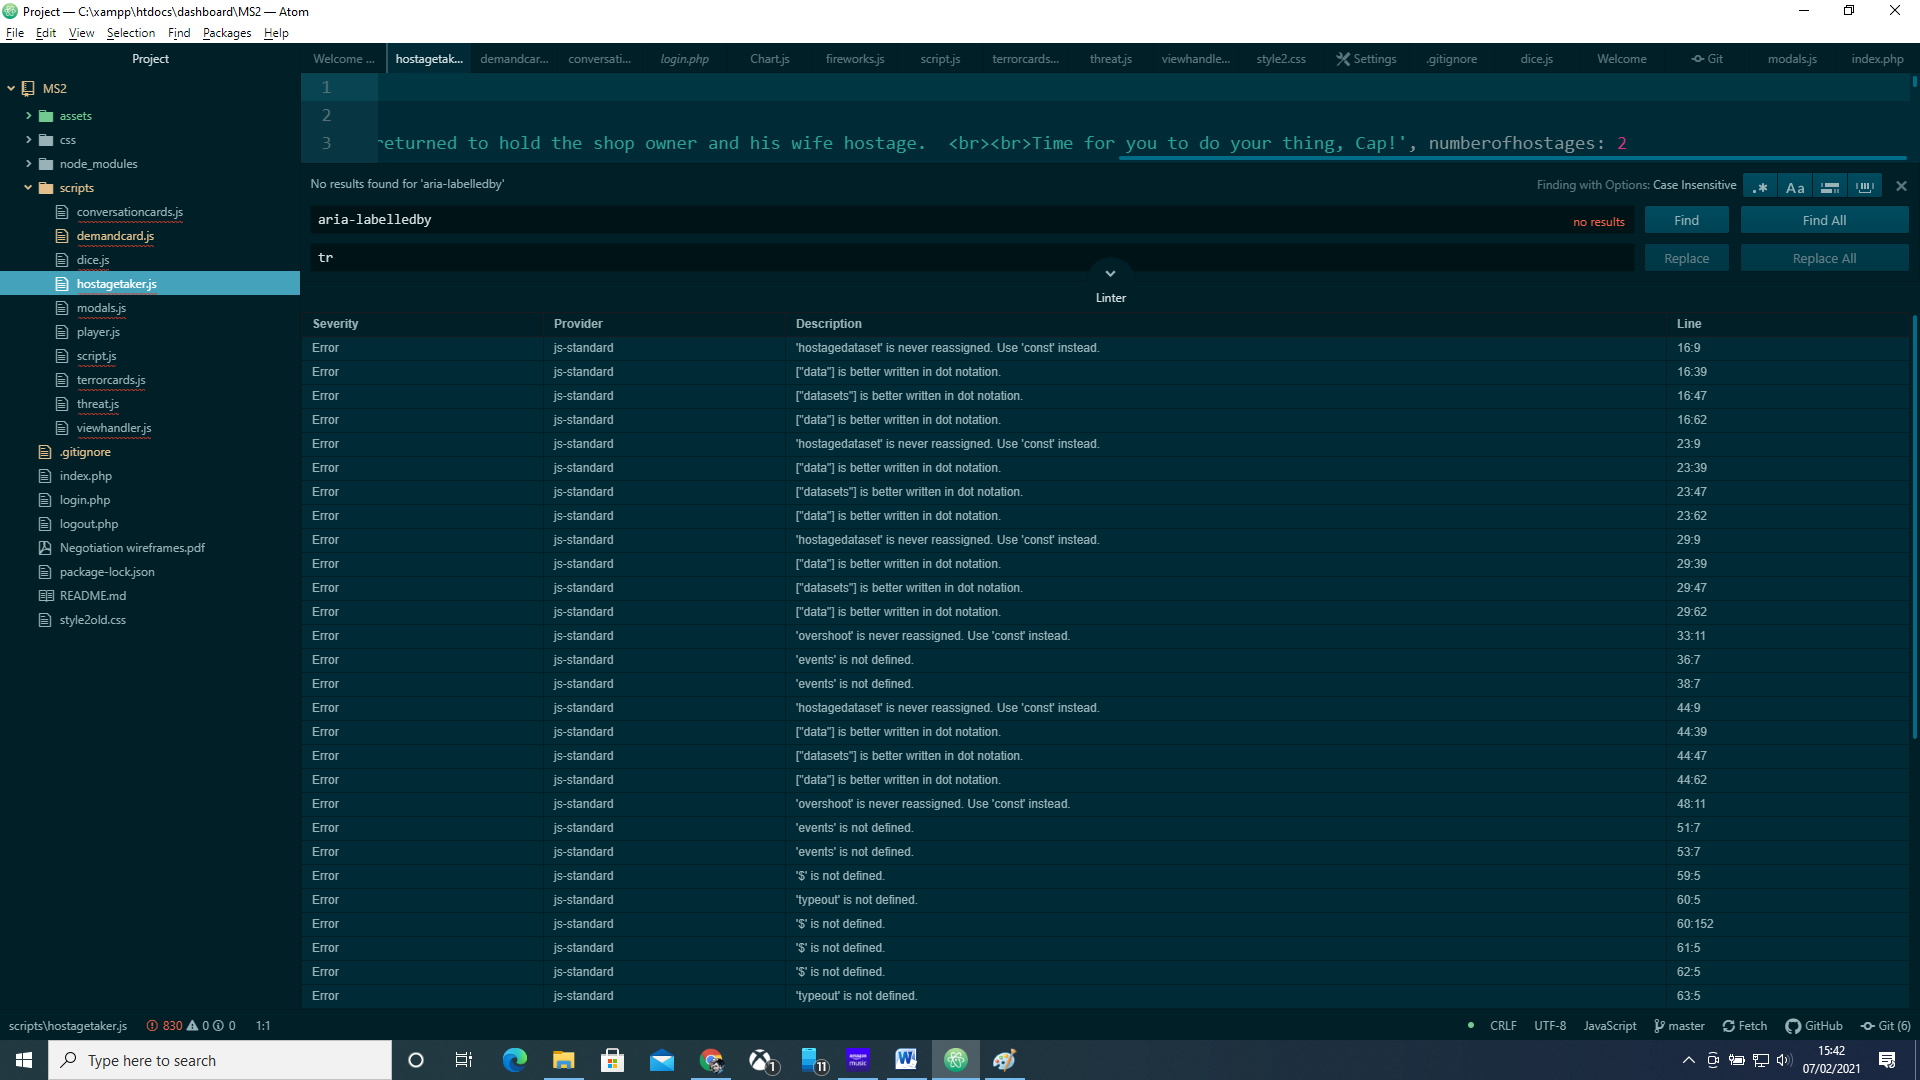 Project — C:\xampp\htdocs\dashboard\MS2 — Atom
File Edit View Selection Find Packages Help
Project
Welcome ... hostagetak... demandcar... conversati... login.php Chart.js fireworks.js script.js terrorcards... threat.js viewhandle... style2.css Settings .gitignore dice.js Welcome Git modals.js index.php
MS2
assets
css
node_modules
scripts
conversationcards.js
demandcard.js
dice.js
hostagetaker.js
modals.js
player.js
script.js
terrorcards.js
threat.js
viewhandler.js
.gitignore
index.php
login.php
logout.php
Negotiation wireframes.pdf
package-lock.json
README.md
style2old.css
1
2
3 returned to hold the shop owner and his wife hostage.  <br><br>Time for you to do your thing, Cap!', numberofhostages: 2
No results found for 'aria-labelledby' Finding with Options: Case Insensitive .* Aa
aria-labelledby no results Find Find All
tr Replace Replace All
Linter
Severity Provider Description Line
Error js-standard 'hostagedataset' is never reassigned. Use 'const' instead. 16:9
Error js-standard ["data"] is better written in dot notation. 16:39
Error js-standard ["datasets"] is better written in dot notation. 16:47
Error js-standard ["data"] is better written in dot notation. 16:62
Error js-standard 'hostagedataset' is never reassigned. Use 'const' instead. 23:9
Error js-standard ["data"] is better written in dot notation. 23:39
Error js-standard ["datasets"] is better written in dot notation. 23:47
Error js-standard ["data"] is better written in dot notation. 23:62
Error js-standard 'hostagedataset' is never reassigned. Use 'const' instead. 29:9
Error js-standard ["data"] is better written in dot notation. 29:39
Error js-standard ["datasets"] is better written in dot notation. 29:47
Error js-standard ["data"] is better written in dot notation. 29:62
Error js-standard 'overshoot' is never reassigned. Use 'const' instead. 33:11
Error js-standard 'events' is not defined. 36:7
Error js-standard 'events' is not defined. 38:7
Error js-standard 'hostagedataset' is never reassigned. Use 'const' instead. 44:9
Error js-standard ["data"] is better written in dot notation. 44:39
Error js-standard ["datasets"] is better written in dot notation. 44:47
Error js-standard ["data"] is better written in dot notation. 44:62
Error js-standard 'overshoot' is never reassigned. Use 'const' instead. 48:11
Error js-standard 'events' is not defined. 51:7
Error js-standard 'events' is not defined. 53:7
Error js-standard '$' is not defined. 59:5
Error js-standard 'typeout' is not defined. 60:5
Error js-standard '$' is not defined. 60:152
Error js-standard '$' is not defined. 61:5
Error js-standard '$' is not defined. 62:5
Error js-standard 'typeout' is not defined. 63:5
scripts\hostagetaker.js 830 0 0 1:1 CRLF UTF-8 JavaScript master Fetch GitHub Git (6)
Type here to search 1 11 amazon music W 15:42
07/02/2021